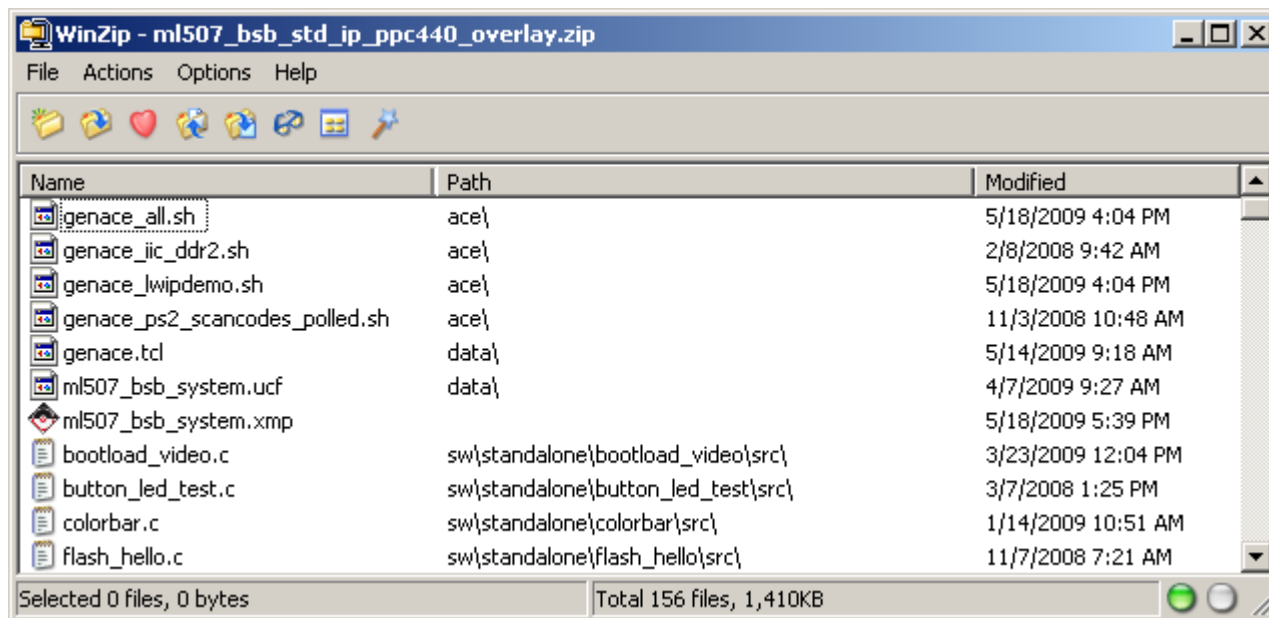 WinZip - ml507_bsb_std_ip_ppc440_overlay.zip
File Actions Options Help
Name Path Modified
genace_all.sh ace\ 5/18/2009 4:04 PM
genace_iic_ddr2.sh ace\ 2/8/2008 9:42 AM
genace_lwipdemo.sh ace\ 5/18/2009 4:04 PM
genace_ps2_scancodes_polled.sh ace\ 11/3/2008 10:48 AM
genace.tcl data\ 5/14/2009 9:18 AM
ml507_bsb_system.ucf data\ 4/7/2009 9:27 AM
ml507_bsb_system.xmp 5/18/2009 5:39 PM
bootload_video.c sw\standalone\bootload_video\src\ 3/23/2009 12:04 PM
button_led_test.c sw\standalone\button_led_test\src\ 3/7/2008 1:25 PM
colorbar.c sw\standalone\colorbar\src\ 1/14/2009 10:51 AM
flash_hello.c sw\standalone\flash_hello\src\ 11/7/2008 7:21 AM
Selected 0 files, 0 bytes Total 156 files, 1,410KB